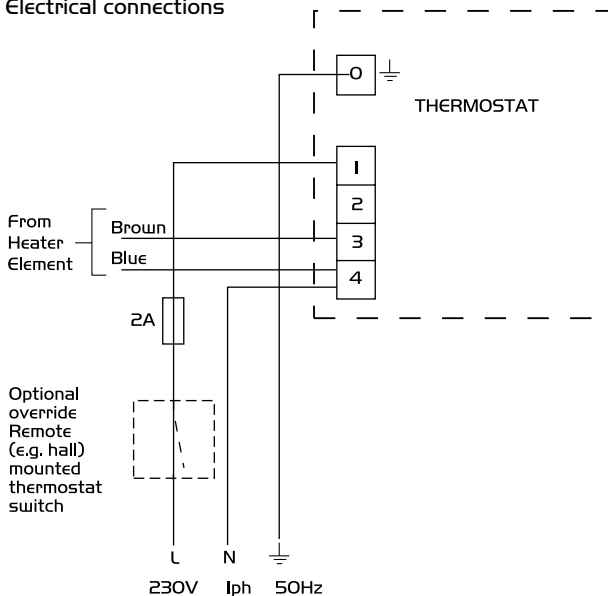 Electrical connections
0
THERMOSTAT
1
2
3
4
From
Heater
Element
Brown
Blue
2A
Optional
override
Remote
(e.g. hall)
mounted
thermostat
switch
L N
230V 1ph 50Hz